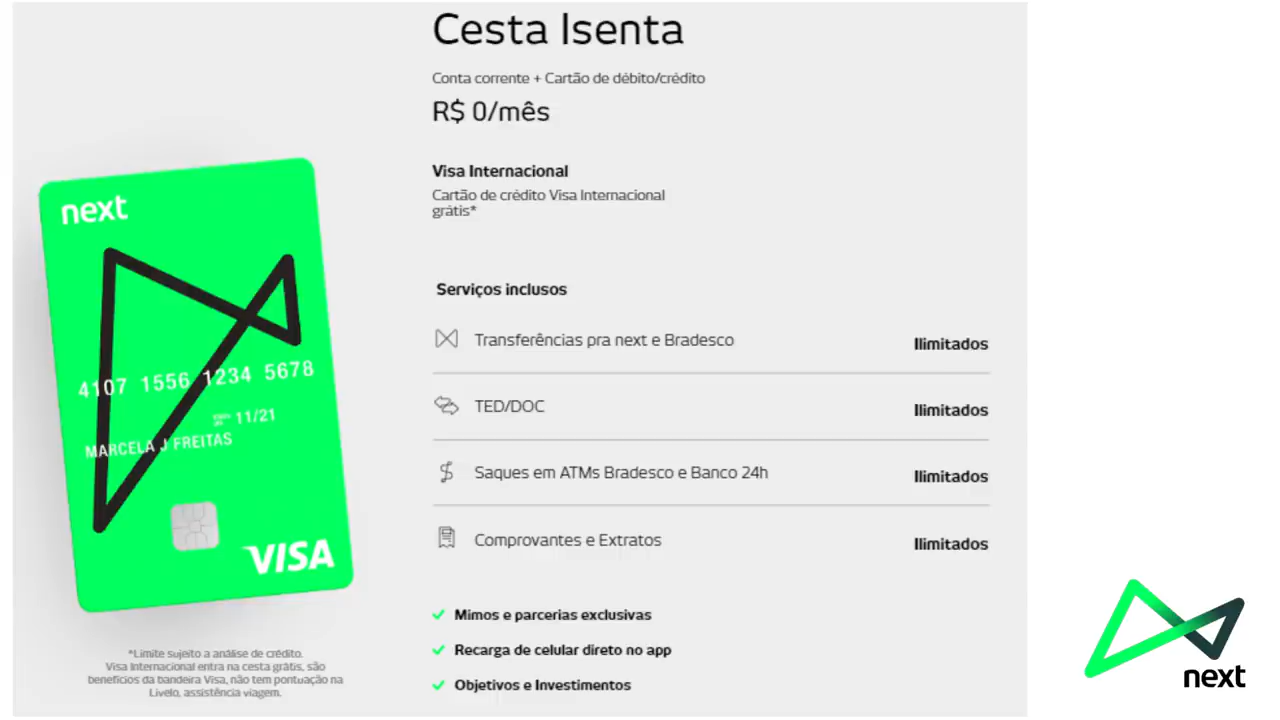 Cesta Isenta
Conta corrente + Cartão de débito/crédito
R$ 0/mês
Visa Internacional
Cartão de crédito Visa Internacional
grátis*
Serviços inclusos
Transferências pra next e Bradesco Ilimitados
TED/DOC Ilimitados
Saques em ATMs Bradesco e Banco 24h Ilimitados
Comprovantes e Extratos Ilimitados
Mimos e parcerias exclusivas
Recarga de celular direto no app
Objetivos e Investimentos
next
4107 1556 1234 5678
11/21
MARCELA J FREITAS
VISA
*Limite sujeito a análise de crédito.
Visa Internacional entra na cesta grátis, são
benefícios da bandeira Visa, não tem pontuação na
Livelo, assistência viagem.
next